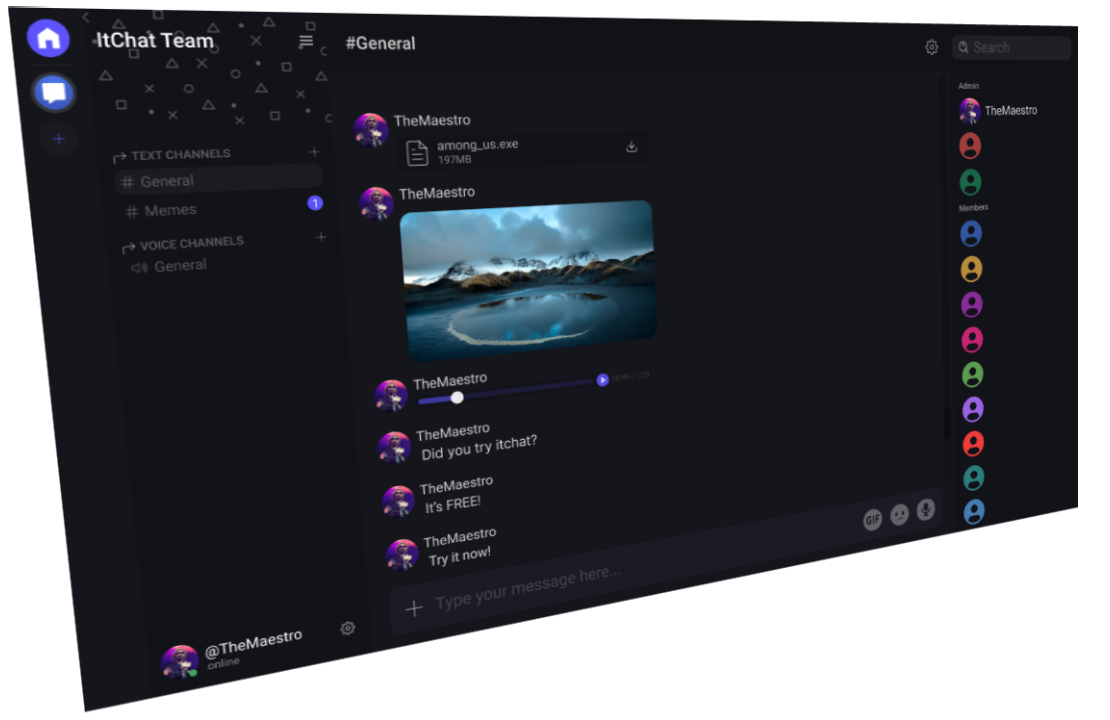 ItChat Team
TEXT CHANNELS
# General
# Memes
1
VOICE CHANNELS
General
@TheMaestro
online
#General
Search
TheMaestro
among_us.exe
197MB
TheMaestro
TheMaestro
00:49 / 1:23
TheMaestro
Did you try itchat?
TheMaestro
It's FREE!
TheMaestro
Try it now!
Type your message here...
GIF
Admin
TheMaestro
Members